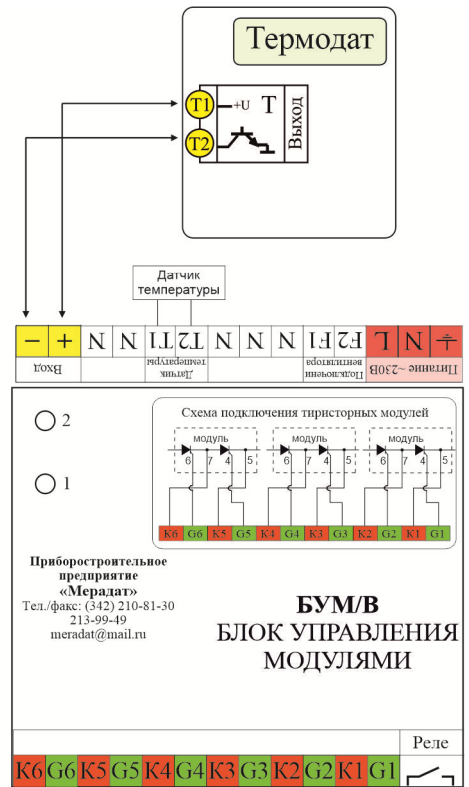 Термодат
T1 +U T
T2
Выход
Датчик
температуры
− + N N T1 T2 N N N F1 F2 L N
Вход
Датчик
температуры
Подключени
вентилятора
Питание ~230В
2
1
Схема подключения тиристорных модулей
модуль модуль модуль
6 7 4 5 6 7 4 5 6 7 4 5
K6 G6 K5 G5 K4 G4 K3 G3 K2 G2 K1 G1
Приборостроительное
предприятие
«Мерадат»
Тел./факс: (342) 210-81-30
213-99-49
meradat@mail.ru
БУМ/В
БЛОК УПРАВЛЕНИЯ
МОДУЛЯМИ
Реле
K6 G6 K5 G5 K4 G4 K3 G3 K2 G2 K1 G1